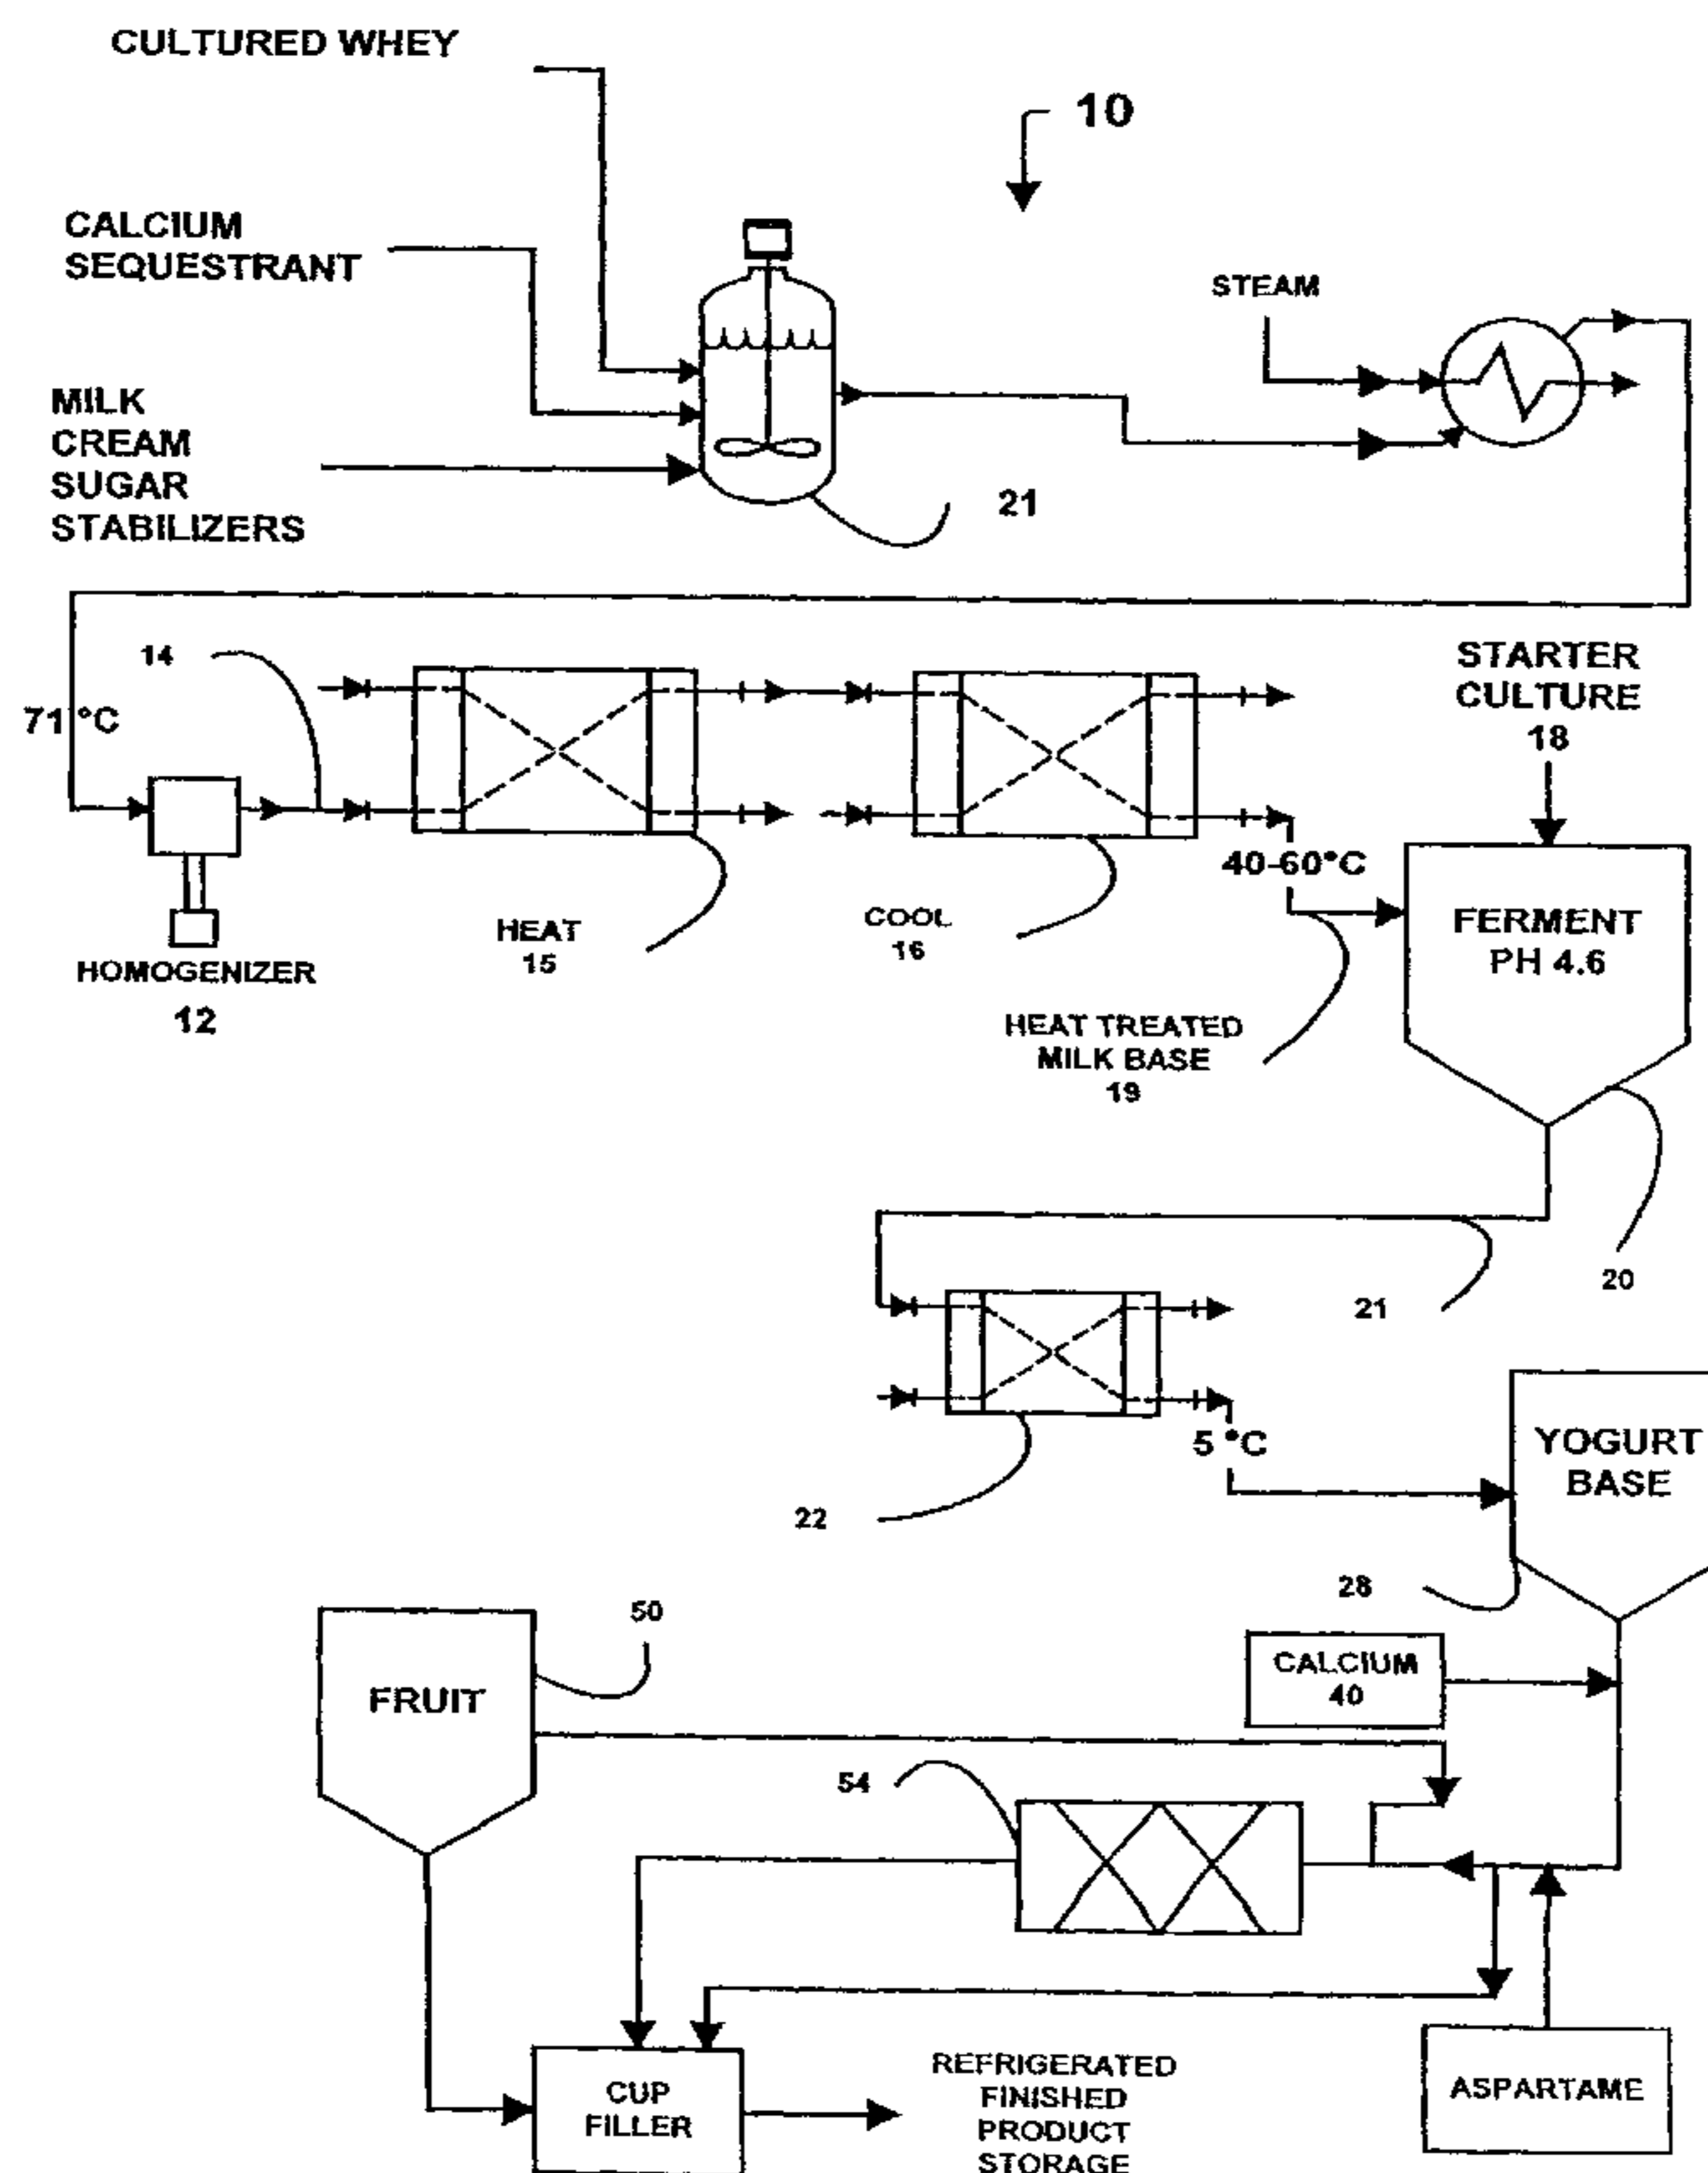 CULTURED WHEY
10
CALCIUM
SEQUESTRANT
STEAM
MILK
CREAM
SUGAR
STABILIZERS
21
14
STARTER
CULTURE
18
71 °C
40-60°C
HEAT
15
COOL
16
FERMENT
PH 4.6
HOMOGENIZER
12
HEAT TREATED
MILK BASE
19
20
21
5 °C
YOGURT
BASE
22
28
50
FRUIT
CALCIUM
40
54
CUP
FILLER
REFRIGERATED
FINISHED
PRODUCT
STORAGE
ASPARTAME